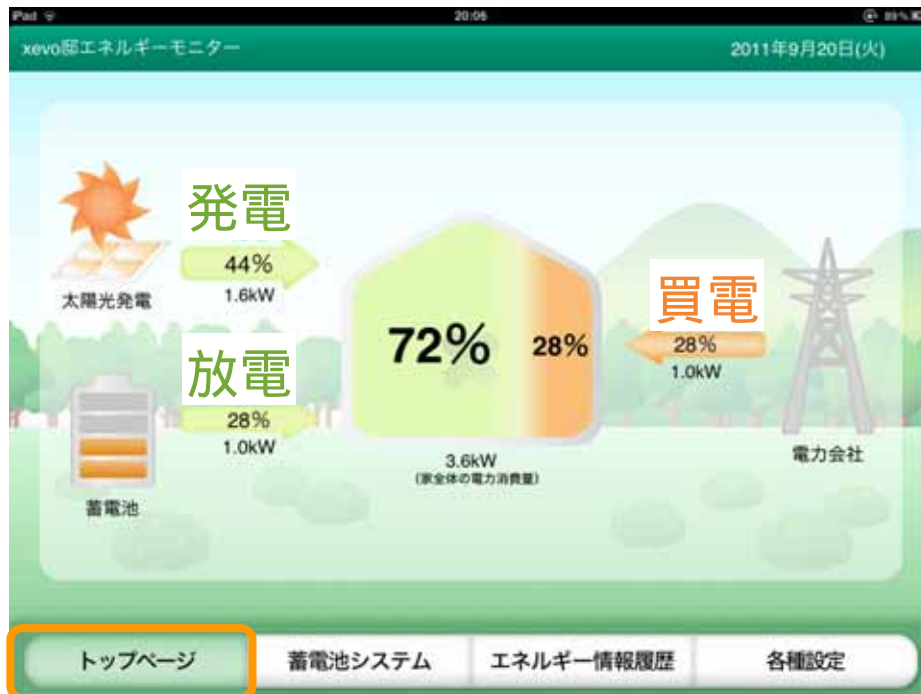 iPad
20:06
89%
xevo邸エネルギーモニター
2011年9月20日(火)
発電
44%
1.6kW
太陽光発電
放電
28%
1.0kW
蓄電池
72%
28%
3.6kW
(家全体の電力消費量)
買電
28%
1.0kW
電力会社
トップページ
蓄電池システム
エネルギー情報履歴
各種設定